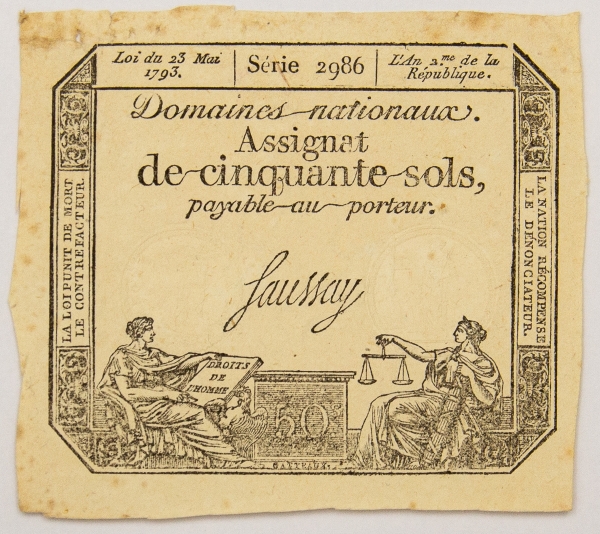 Loi du 23 Mai
1793.
Série 2986
L'An 2me de la
République.
Domaines nationaux.
Assignat
de cinquante sols,
payable au porteur.
LA LOI PUNIT DE MORT
LE CONTREFACTEUR.
LA NATION RÉCOMPENSE
LE DÉNONCIATEUR.
Saussay
DROITS
DE
L'HOMME
50
GATTEAUX.